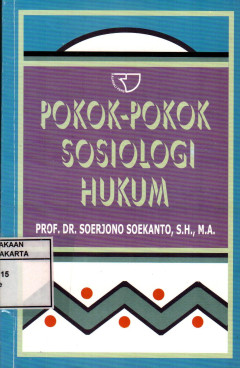 POKOK-POKOK
SOSIOLOGI
HUKUM
PROF. DR. SOERJONO SOEKANTO, S.H., M.A.
AKAAN
AKARTA
15
e